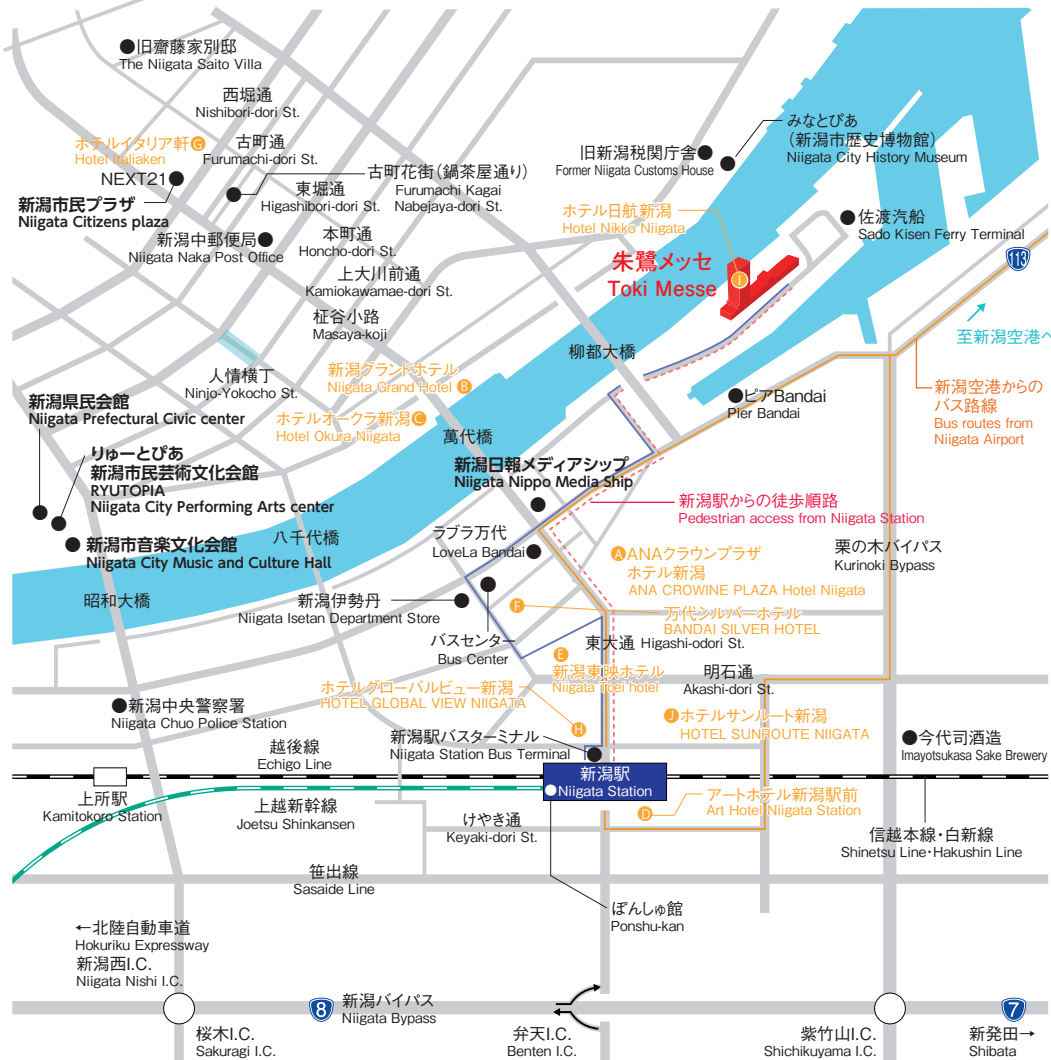 旧齋藤家別邸
The Niigata Saito Villa
西堀通
Nishibori-dori St.
ホテルイタリア軒 G
Hotel Italiaken
古町通
Furumachi-dori St.
NEXT21
新潟市民プラザ
Niigata Citizens plaza
古町花街(鍋茶屋通り)
Furumachi Kagai
Nabejaya-dori St.
東堀通
Higashibori-dori St.
新潟中郵便局
Niigata Naka Post Office
本町通
Honcho-dori St.
上大川前通
Kamiokawamae-dori St.
柾谷小路
Masaya-koji
人情横丁
Ninjo-Yokocho St.
みなとぴあ
(新潟市歴史博物館)
Niigata City History Museum
旧新潟税関庁舎
Former Niigata Customs House
ホテル日航新潟
Hotel Nikko Niigata
佐渡汽船
Sado Kisen Ferry Terminal
朱鷺メッセ
Toki Messe
I
113
至新潟空港へ
柳都大橋
新潟グランドホテル
Niigata Grand Hotel B
ホテルオークラ新潟 C
Hotel Okura Niigata
萬代橋
ピアBandai
Pier Bandai
新潟空港からの
バス路線
Bus routes from
Niigata Airport
新潟県民会館
Niigata Prefectural Civic center
りゅーとぴあ
新潟市民芸術文化会館
RYUTOPIA
Niigata City Performing Arts center
新潟市音楽文化会館
Niigata City Music and Culture Hall
新潟日報メディアシップ
Niigata Nippo Media Ship
新潟駅からの徒歩順路
Pedestrian access from Niigata Station
八千代橋
ラブラ万代
LoveLa Bandai
A ANAクラウンプラザ
ホテル新潟
ANA CROWINE PLAZA Hotel Niigata
栗の木バイパス
Kurinoki Bypass
昭和大橋
新潟伊勢丹
Niigata Isetan Department Store
F
万代シルバーホテル
BANDAI SILVER HOTEL
バスセンター
Bus Center
東大通 Higashi-odori St.
E
新潟東映ホテル
Niigata Toei hotel
明石通
Akashi-dori St.
ホテルグローバルビュー新潟
HOTEL GLOBAL VIEW NIIGATA
H
J ホテルサンルート新潟
HOTEL SUNROUTE NIIGATA
新潟中央警察署
Niigata Chuo Police Station
新潟駅バスターミナル
Niigata Station Bus Terminal
今代司酒造
Imayotsukasa Sake Brewery
越後線
Echigo Line
新潟駅
Niigata Station
上所駅
Kamitokoro Station
上越新幹線
Joetsu Shinkansen
けやき通
Keyaki-dori St.
D
アートホテル新潟駅前
Art Hotel Niigata Station
信越本線・白新線
Shinetsu Line・Hakushin Line
笹出線
Sasaide Line
ぽんしゅ館
Ponshu-kan
←北陸自動車道
Hokuriku Expressway
新潟西I.C.
Niigata Nishi I.C.
8
新潟バイパス
Niigata Bypass
7
桜木I.C.
Sakuragi I.C.
弁天I.C.
Benten I.C.
紫竹山I.C.
Shichikuyama I.C.
新発田→
Shibata